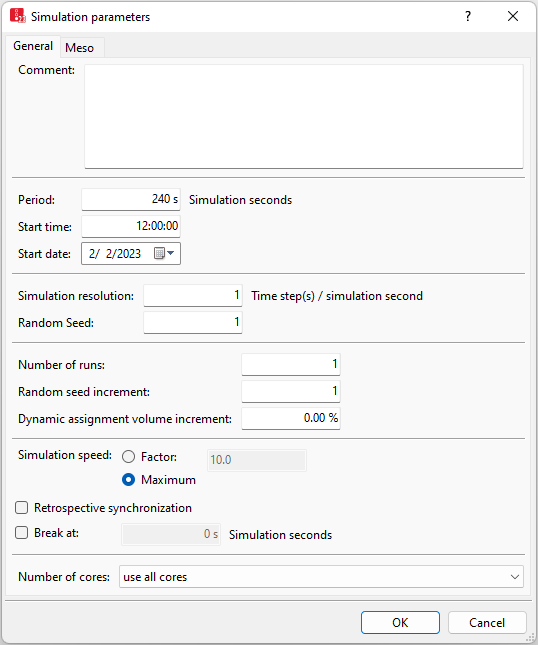 Simulation parameters ?
General Meso
Comment:
Period: 240 s Simulation seconds
Start time: 12:00:00
Start date: 2/ 2/2023
Simulation resolution: 1 Time step(s) / simulation second
Random Seed: 1
Number of runs: 1
Random seed increment: 1
Dynamic assignment volume increment: 0.00 %
Simulation speed: Factor: 10.0
Maximum
Retrospective synchronization
Break at: 0 s Simulation seconds
Number of cores: use all cores
OK Cancel